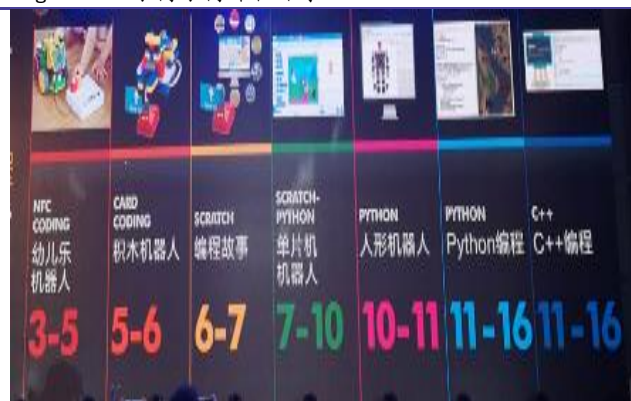 NFC
CODING
幼儿乐
机器人
3-5
CARD
CODING
积木机器人
5-6
SCRATCH
编程故事
6-7
SCRATCH-
PYTHON
单片机
机器人
7-10
PYTHON
人形机器人
10-11
PYTHON
Python编程
11-16
C++
C++编程
11-16